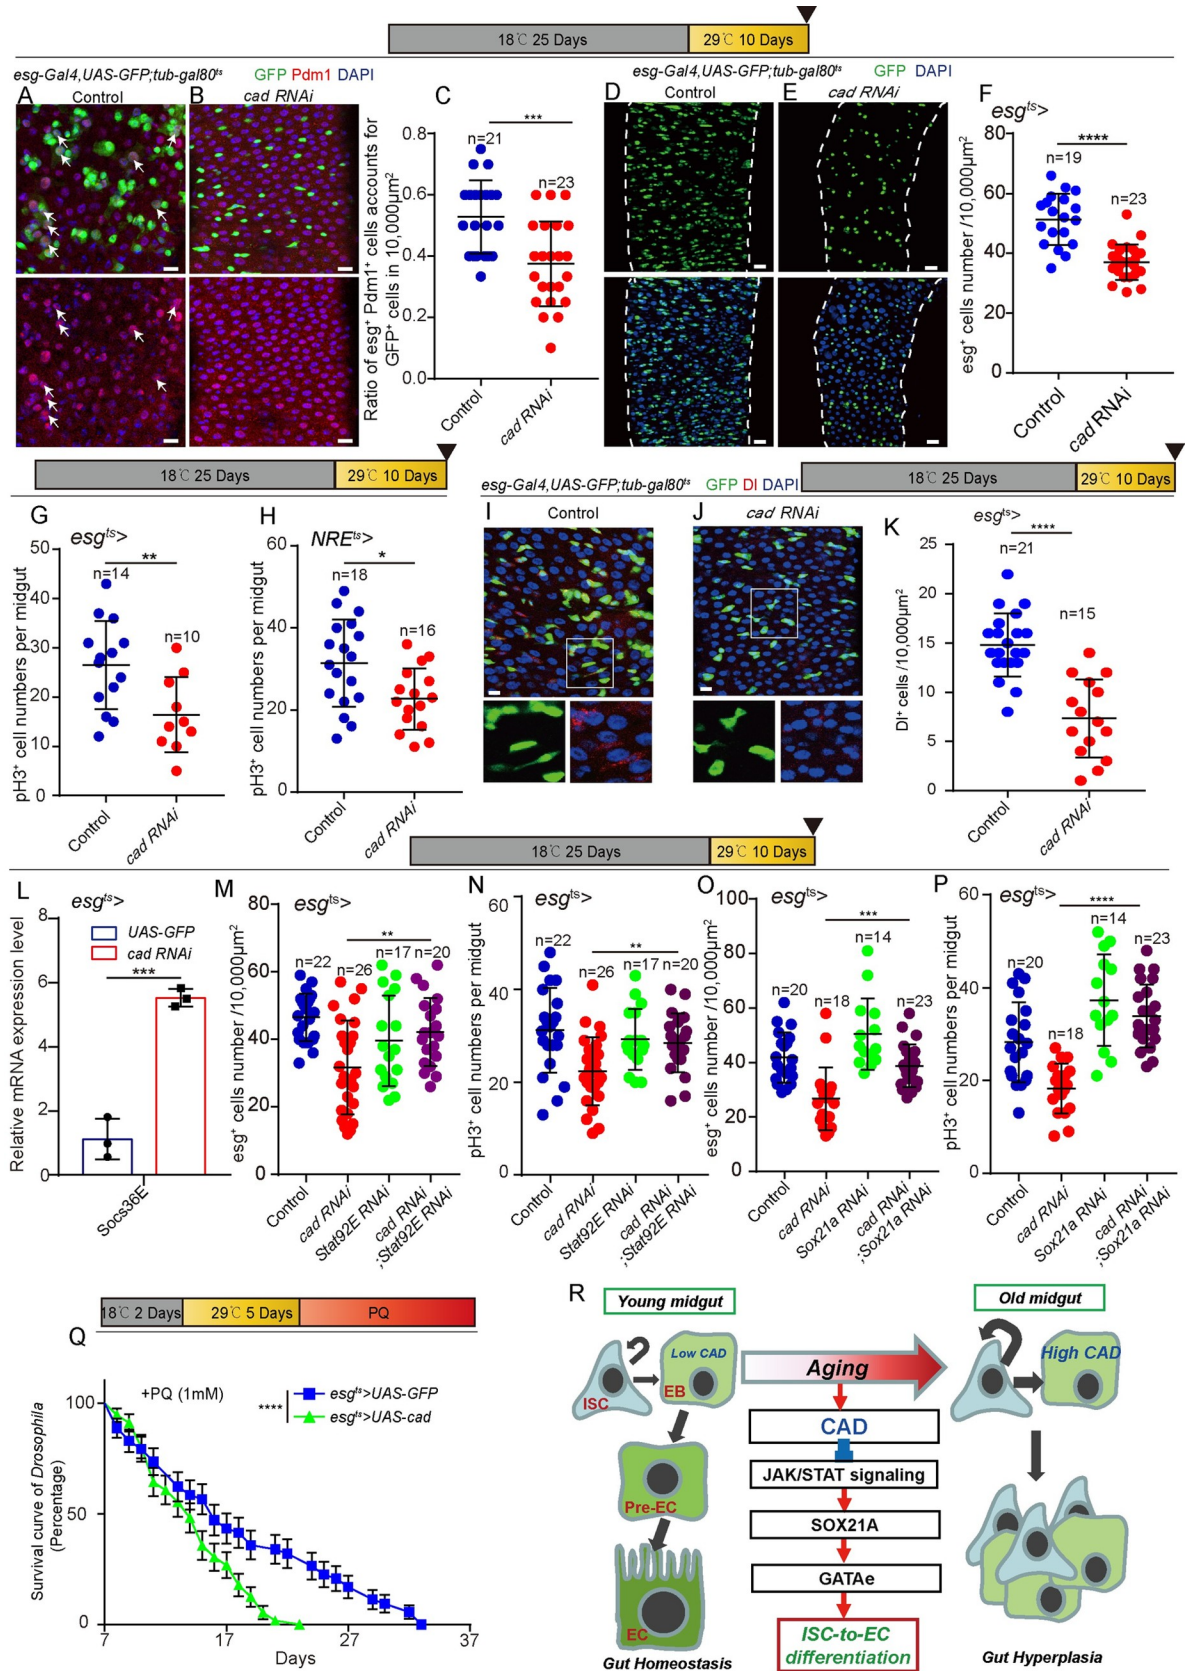 18℃ 25 Days
29℃ 10 Days
esg-Gal4,UAS-GFP;tub-gal80ts
GFP Pdm1 DAPI
A
Control
B
cad RNAi
C
Ratio of esg+ Pdm1+ cells accounts for
GFP+ cells in 10,000μm2
0.8
0.6
0.4
0.2
0.0
***
n=21
n=23
Control
cad RNAi
esg-Gal4,UAS-GFP;tub-gal80ts
GFP DAPI
D
Control
E
cad RNAi
F
esgts>
esg+ cells number /10,000μm2
80
60
40
20
0
****
n=19
n=23
Control
cad RNAi
18℃ 25 Days
29℃ 10 Days
G
esgts>
pH3+ cell numbers per midgut
50
40
30
20
10
0
**
n=14
n=10
Control
cad RNAi
H
NREts>
pH3+ cell numbers per midgut
60
40
20
0
*
n=18
n=16
Control
cad RNAi
esg-Gal4,UAS-GFP;tub-gal80ts
GFP Dl DAPI
18℃ 25 Days
29℃ 10 Days
I
Control
J
cad RNAi
K
esgts>
Dl+ cells /10,000μm2
25
20
15
10
5
0
****
n=21
n=15
Control
cad RNAi
18℃ 25 Days
29℃ 10 Days
L
esgts>
Relative mRNA expression level
8
6
4
2
0
UAS-GFP
cad RNAi
***
Socs36E
M
esgts>
esg+ cells number /10,000μm2
80
60
40
20
0
**
n=22
n=26
n=17
n=20
Control
cad RNAi
Stat92E RNAi
cad RNAi
;Stat92E RNAi
N
esgts>
pH3+ cell numbers per midgut
60
40
20
0
**
n=22
n=26
n=17
n=20
Control
cad RNAi
Stat92E RNAi
cad RNAi
;Stat92E RNAi
O
esgts>
esg+ cells number /10,000μm2
100
80
60
40
20
0
***
n=20
n=18
n=14
n=23
Control
cad RNAi
Sox21a RNAi
cad RNAi
;Sox21a RNAi
P
esgts>
pH3+ cell numbers per midgut
60
40
20
0
****
n=20
n=18
n=14
n=23
Control
cad RNAi
Sox21a RNAi
cad RNAi
;Sox21a RNAi
18℃ 2 Days
29℃ 5 Days
PQ
Q
Survival curve of Drosophila
(Percentage)
100
50
0
+PQ (1mM)
****
esgts>UAS-GFP
esgts>UAS-cad
7
17
27
37
Days
R
Young midgut
Old midgut
ISC
Low CAD
EB
Aging
High CAD
CAD
JAK/STAT signaling
Pre-EC
SOX21A
GATAe
EC
ISC-to-EC
differentiation
Gut Homeostasis
Gut Hyperplasia